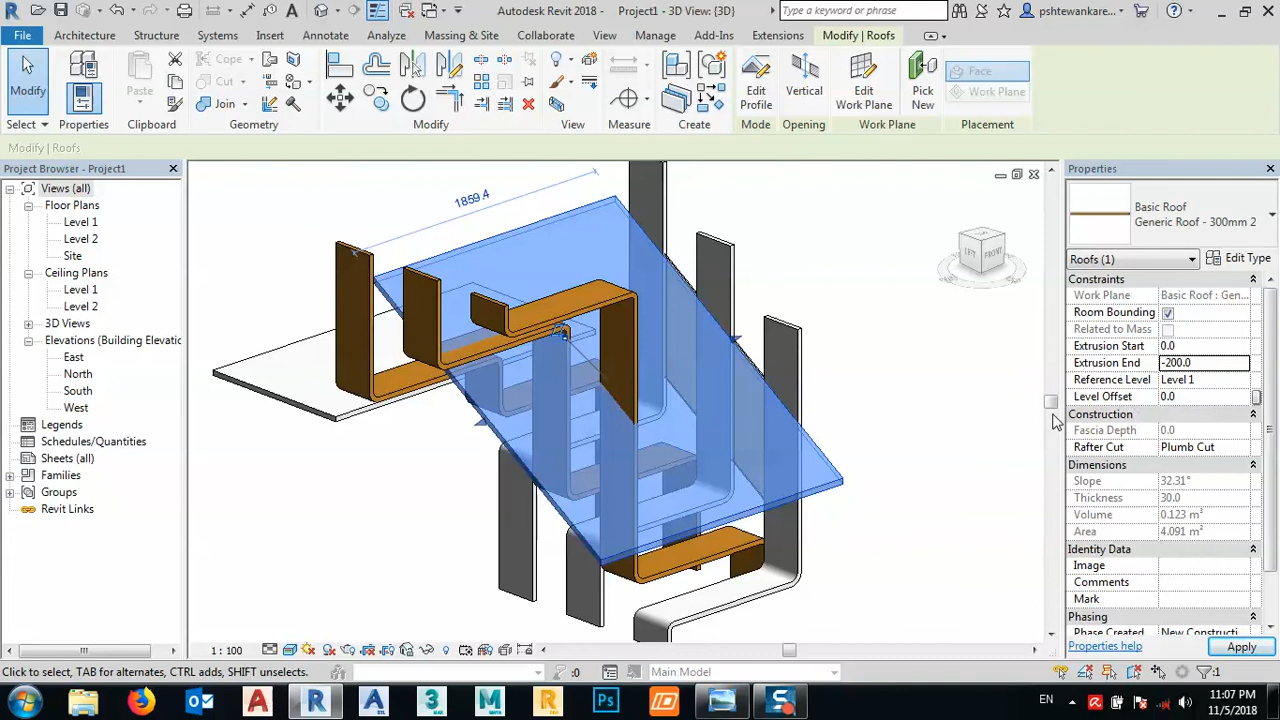 Autodesk Revit 2018 - Project1 - 3D View: {3D}
Type a keyword or phrase
pshtewankare...
File
Architecture
Structure
Systems
Insert
Annotate
Analyze
Massing & Site
Collaborate
View
Manage
Add-Ins
Extensions
Modify | Roofs
Modify
Paste
Cope
Cut
Join
Edit
Profile
Vertical
Edit
Work Plane
Pick
New
Face
Work Plane
Select
Properties
Clipboard
Geometry
Modify
View
Measure
Create
Mode
Opening
Work Plane
Placement
Modify | Roofs
Project Browser - Project1
Views (all)
Floor Plans
Level 1
Level 2
Site
Ceiling Plans
Level 1
Level 2
3D Views
Elevations (Building Elevatic
East
North
South
West
Legends
Schedules/Quantities
Sheets (all)
Families
Groups
Revit Links
1859.4
LEFT
FRONT
Properties
Basic Roof
Generic Roof - 300mm 2
Roofs (1)
Edit Type
Constraints
Work Plane Basic Roof : Gen...
Room Bounding
Related to Mass
Extrusion Start 0.0
Extrusion End -200.0
Reference Level Level 1
Level Offset 0.0
Construction
Fascia Depth 0.0
Rafter Cut Plumb Cut
Dimensions
Slope 32.31°
Thickness 30.0
Volume 0.123 m³
Area 4.091 m²
Identity Data
Image
Comments
Mark
Phasing
Phase Created New Constructi
Properties help
Apply
1 : 100
Click to select, TAB for alternates, CTRL adds, SHIFT unselects.
:0
Main Model
:1
EN
11:07 PM
11/5/2018